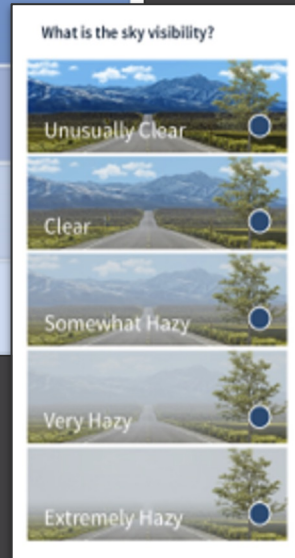 What is the sky visibility?
Unusually Clear
Clear
Somewhat Hazy
Very Hazy
Extremely Hazy